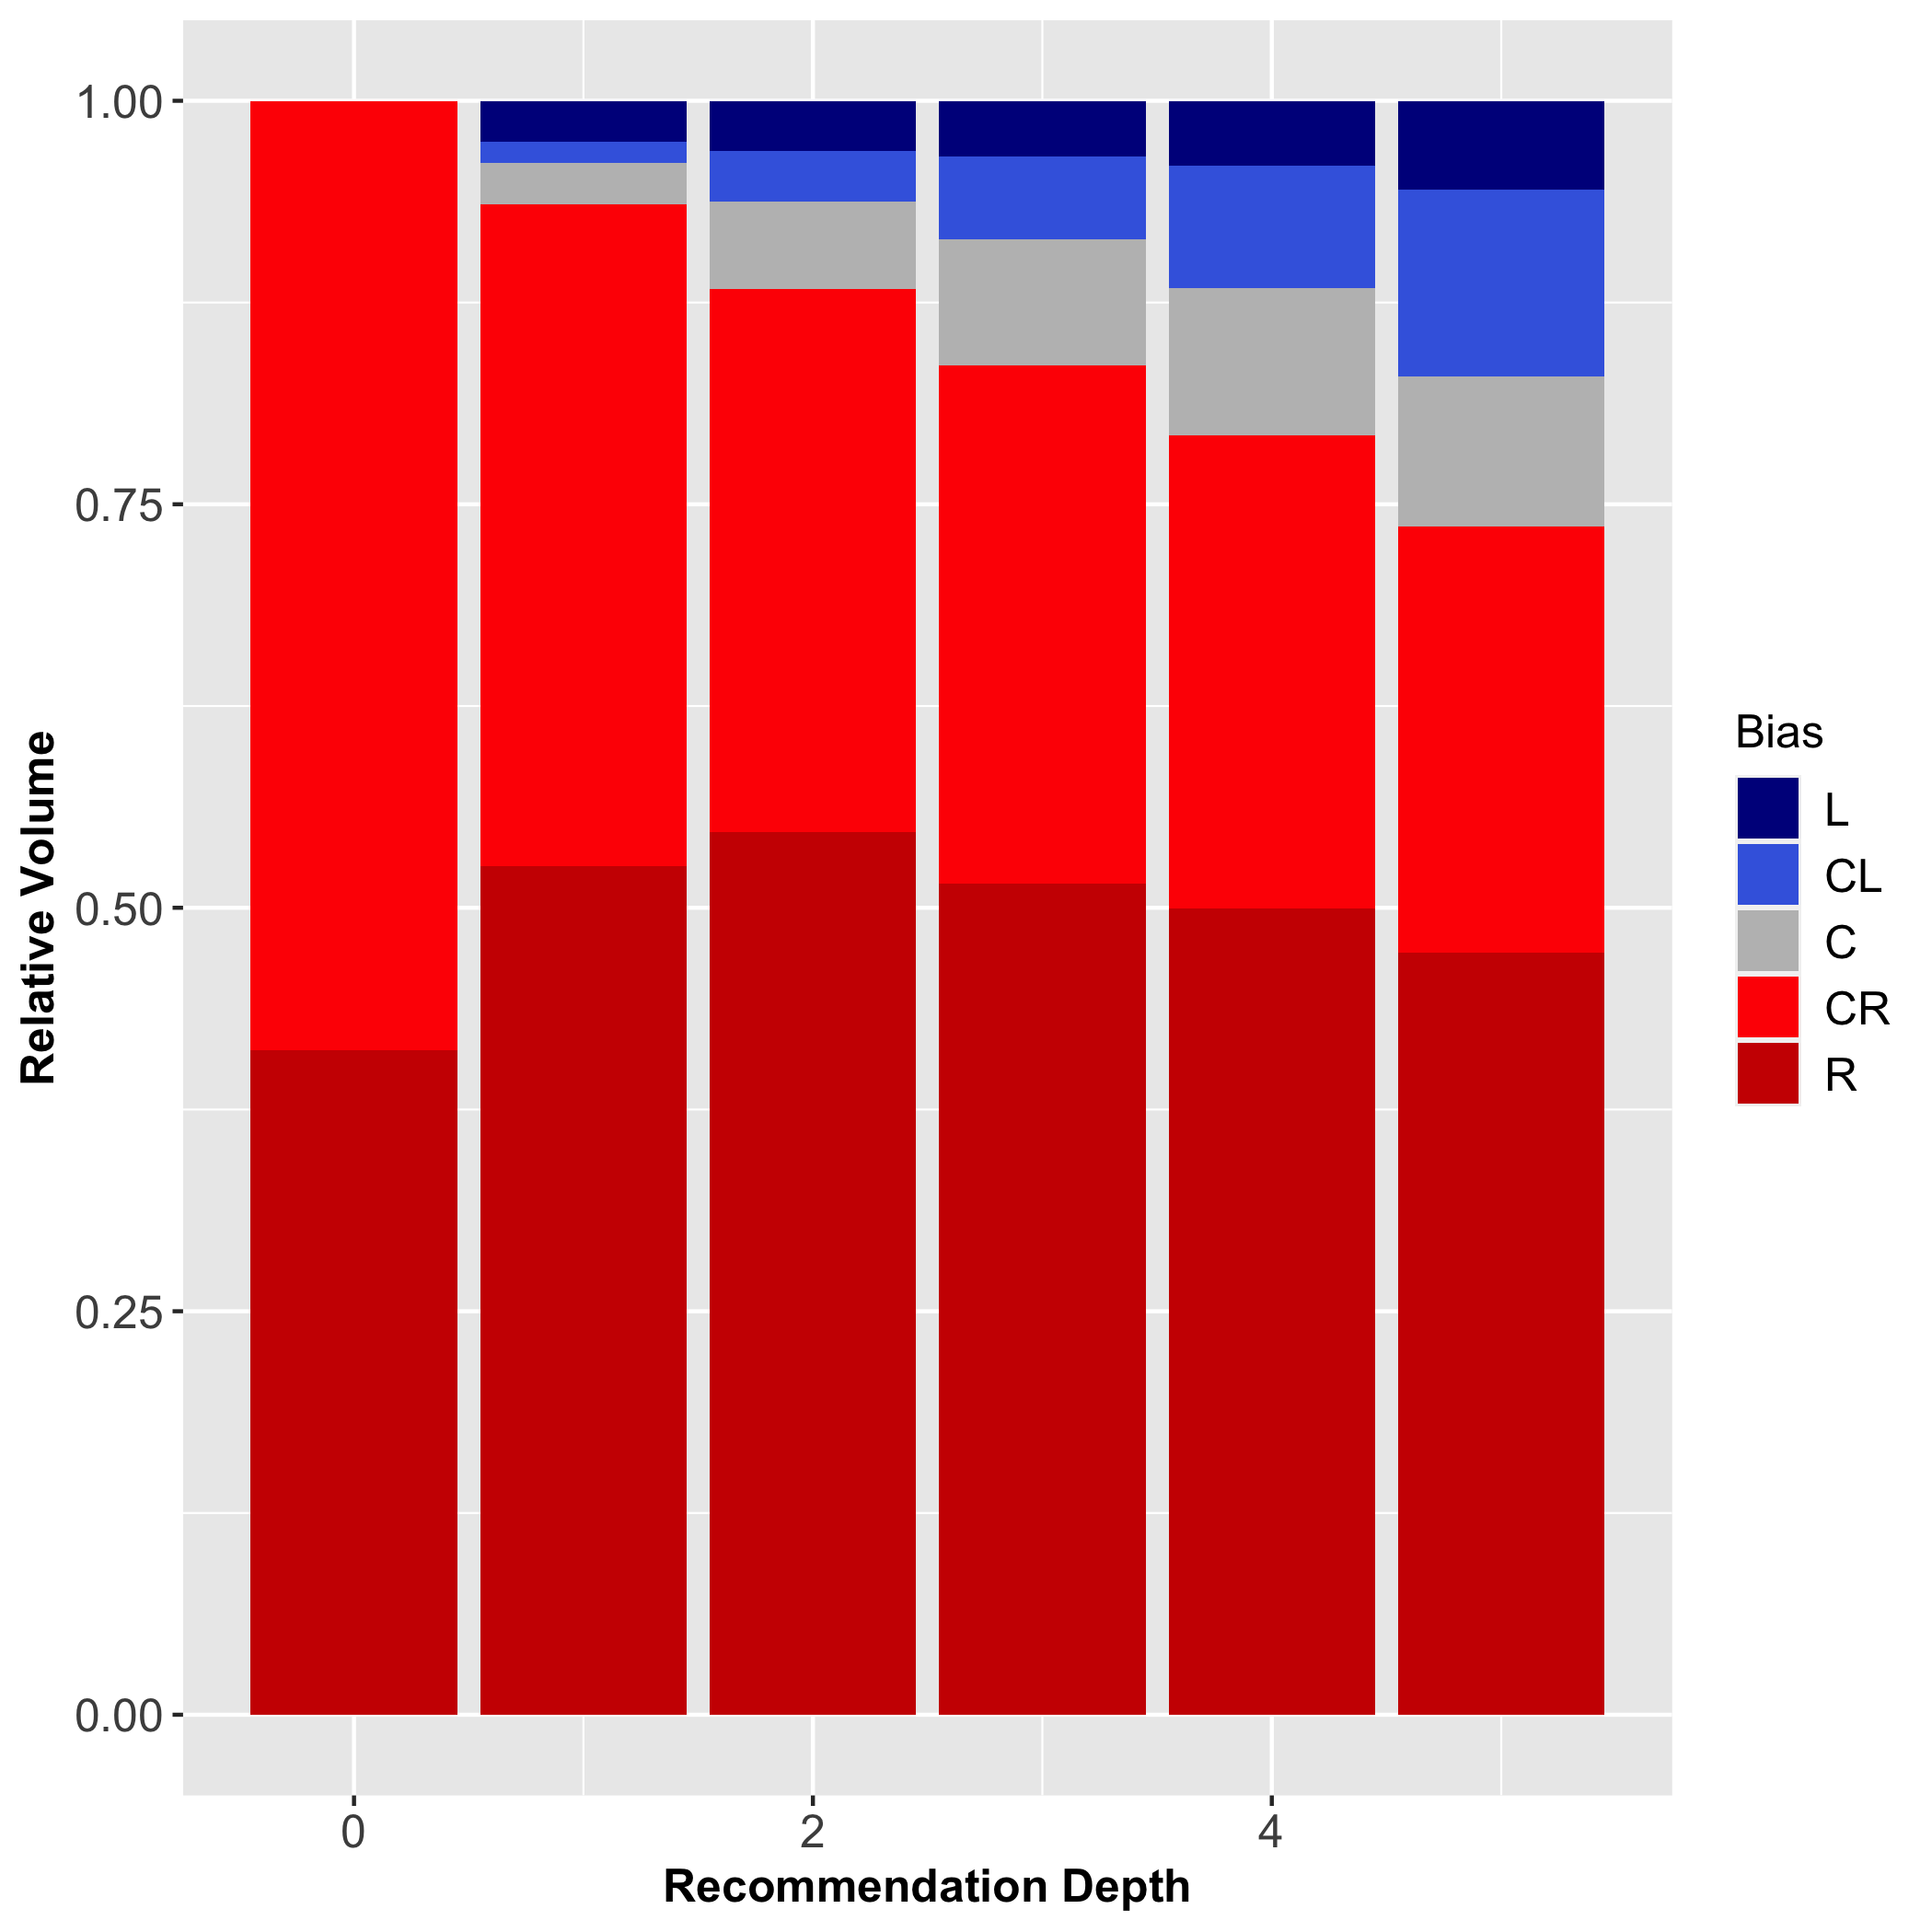 Relative Volume
1.00
0.75
0.50
0.25
0.00
0
2
4
Recommendation Depth
Bias
L
CL
C
CR
R